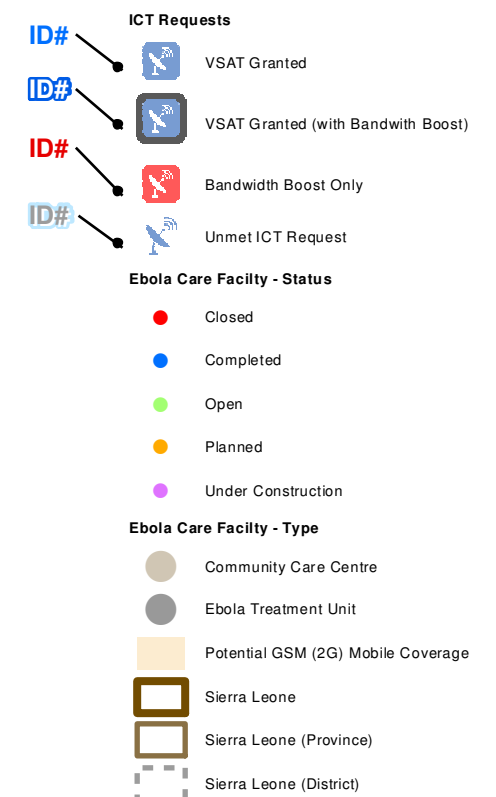 ICT Requests
ID#
VSAT Granted
ID#
VSAT Granted (with Bandwith Boost)
ID#
Bandwidth Boost Only
ID#
Unmet ICT Request
Ebola Care Facilty - Status
Closed
Completed
Open
Planned
Under Construction
Ebola Care Facilty - Type
Community Care Centre
Ebola Treatment Unit
Potential GSM (2G) Mobile Coverage
Sierra Leone
Sierra Leone (Province)
Sierra Leone (District)